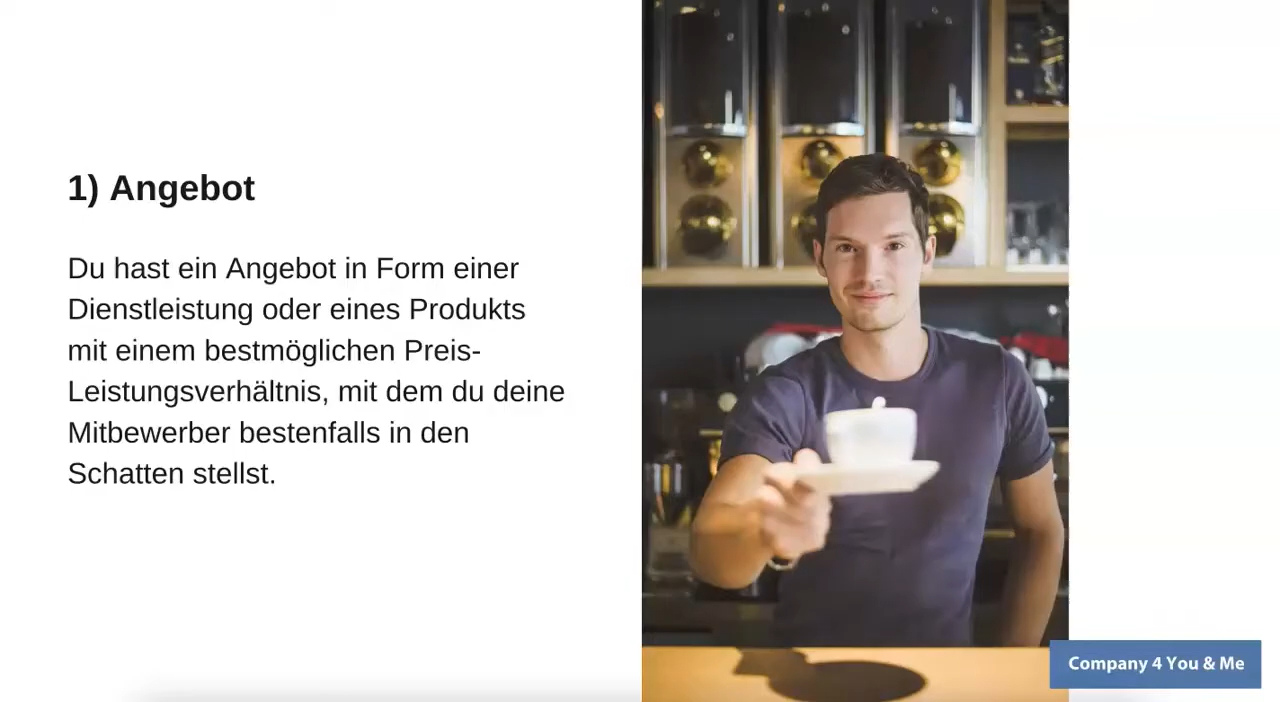 1) Angebot
Du hast ein Angebot in Form einer
Dienstleistung oder eines Produkts
mit einem bestmöglichen Preis-
Leistungsverhältnis, mit dem du deine
Mitbewerber bestenfalls in den
Schatten stellst.
Company 4 You & Me